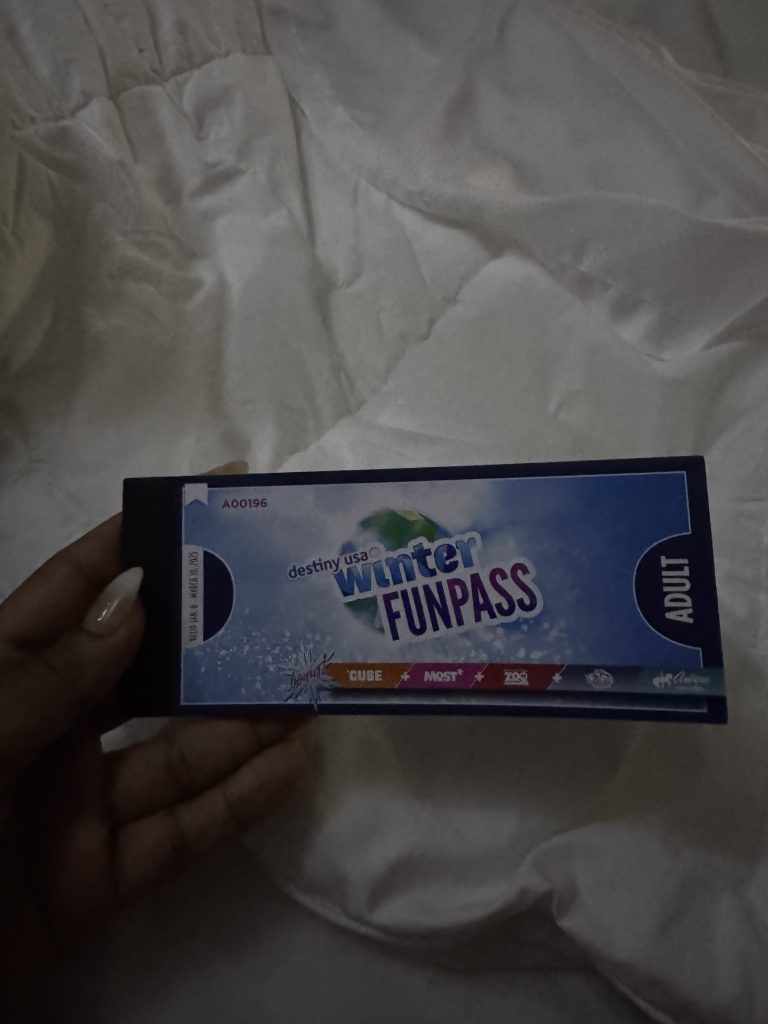 A00196
destiny usa
winter
FUNPASS
ADULT
CUBE + MOST + ZOO +